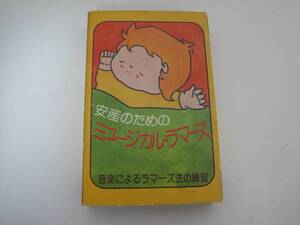 安産のための
ミュージカル・ラマーズ
音楽によるラマーズ法の練習